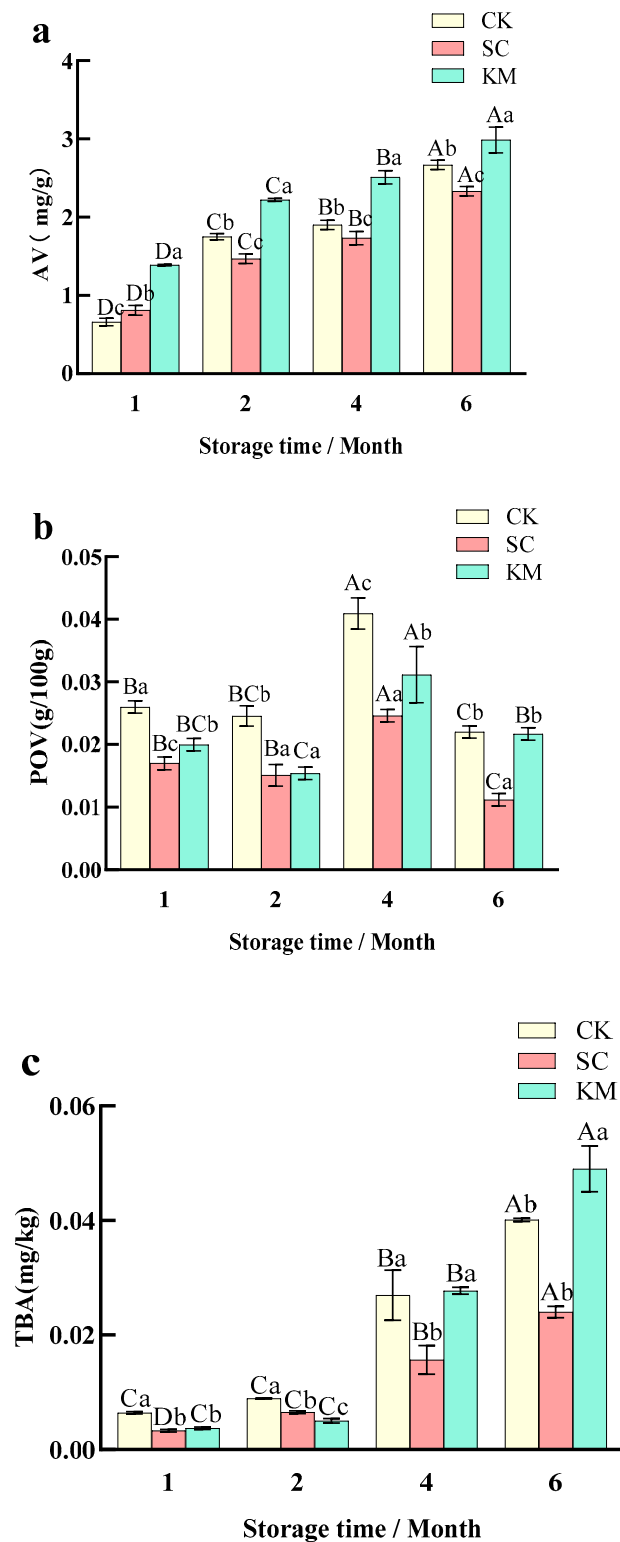 a
CK
SC
KM
AV ( mg/g)
4
3
2
1
0
Dc
Db
Da
Cb
Cc
Ca
Bb
Bc
Ba
Ab
Ac
Aa
1
2
4
6
Storage time / Month
b
CK
SC
KM
POV(g/100g)
0.05
0.04
0.03
0.02
0.01
0.00
Ba
Bc
BCb
BCb
Ba
Ca
Ac
Aa
Ab
Cb
Ca
Bb
1
2
4
6
Storage time / Month
c
CK
SC
KM
TBA(mg/kg)
0.06
0.04
0.02
0.00
Ca
Db
Cb
Ca
Cb
Cc
Ba
Bb
Ba
Ab
Ab
Aa
1
2
4
6
Storage time / Month